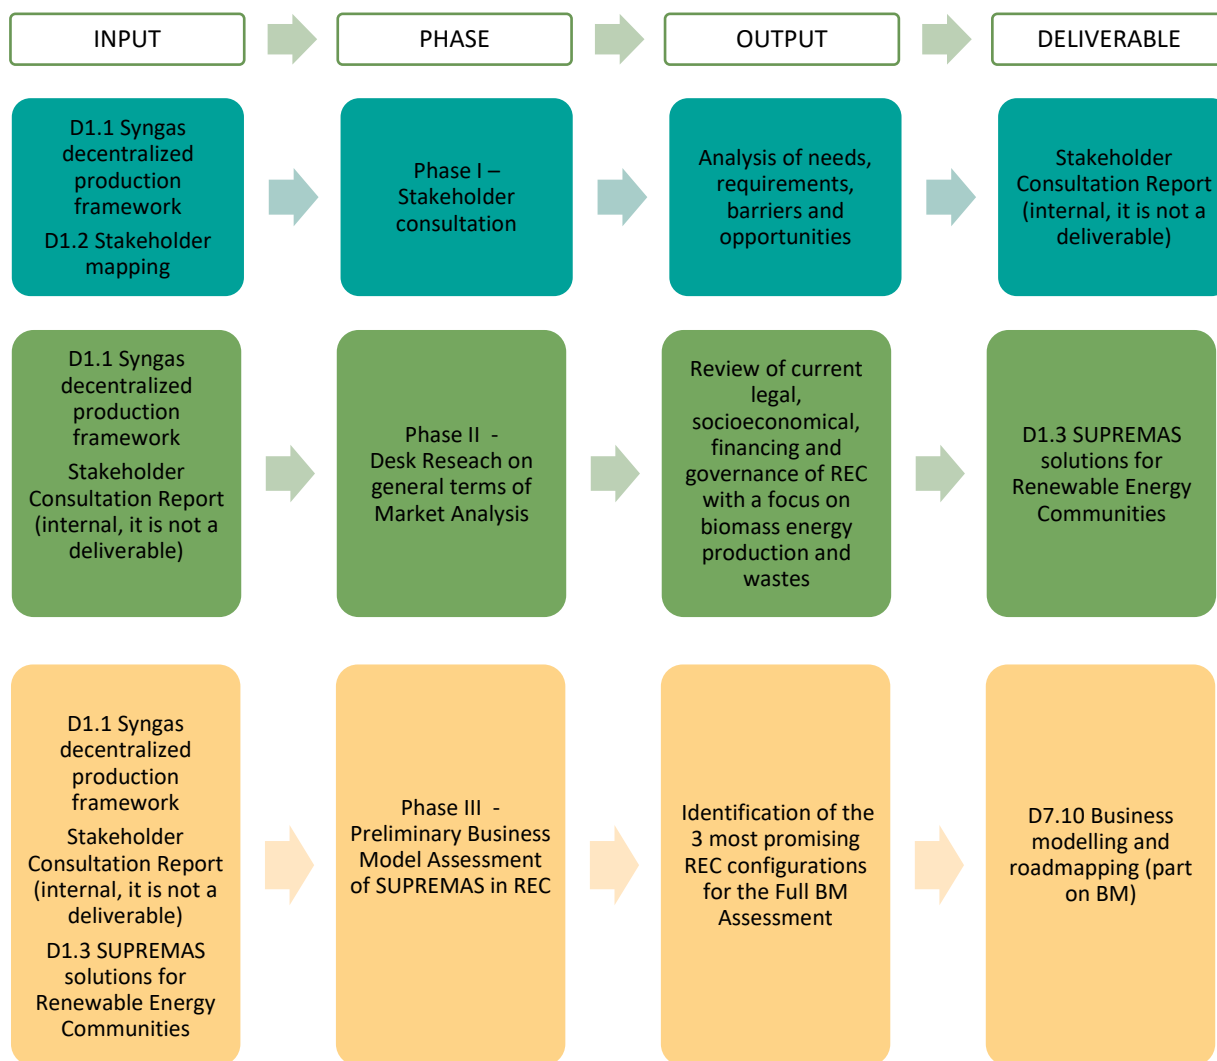 INPUT
PHASE
OUTPUT
DELIVERABLE
D1.1 Syngas
decentralized
production
framework
D1.2 Stakeholder
mapping
Phase I –
Stakeholder
consultation
Analysis of needs,
requirements,
barriers and
opportunities
Stakeholder
Consultation Report
(internal, it is not a
deliverable)
D1.1 Syngas
decentralized
production
framework
Stakeholder
Consultation Report
(internal, it is not a
deliverable)
Phase II  -
Desk Reseach on
general terms of
Market Analysis
Review of current
legal,
socioeconomical,
financing and
governance of REC
with a focus on
biomass energy
production and
wastes
D1.3 SUPREMAS
solutions for
Renewable Energy
Communities
D1.1 Syngas
decentralized
production
framework
Stakeholder
Consultation Report
(internal, it is not a
deliverable)
D1.3 SUPREMAS
solutions for
Renewable Energy
Communities
Phase III  -
Preliminary Business
Model Assessment
of SUPREMAS in REC
Identification of the
3 most promising
REC configurations
for the Full BM
Assessment
D7.10 Business
modelling and
roadmapping (part
on BM)